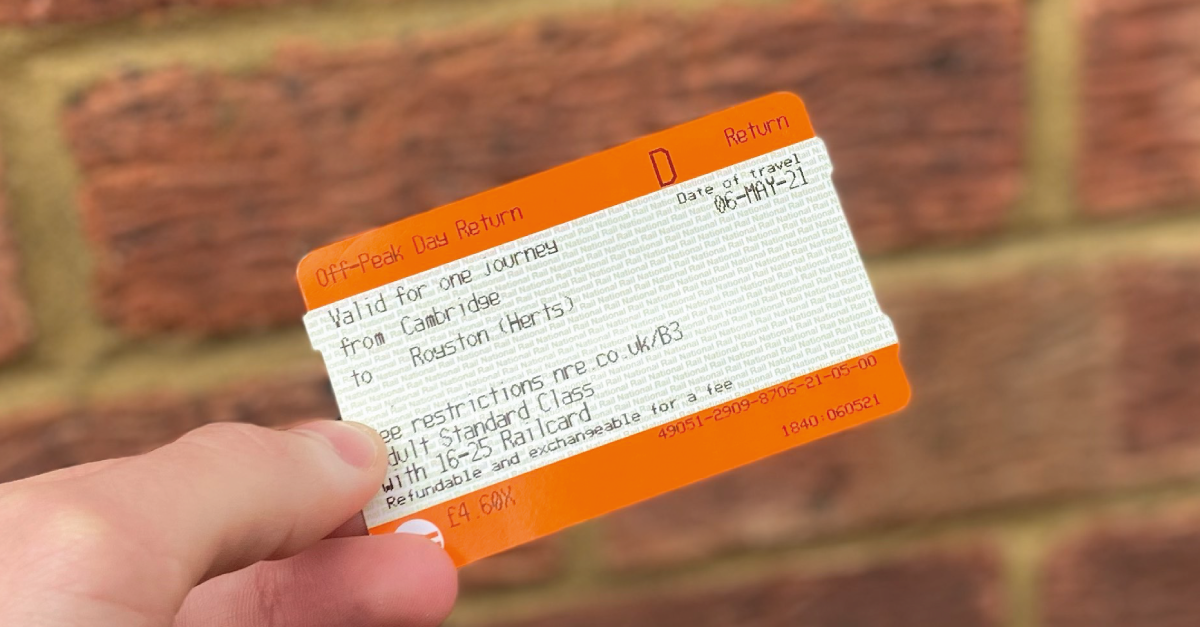 Off-Peak Day Return D Return
Date of travel
06-MAY-21
Valid for one journey
from Cambridge
to Royston (Herts)
ee restrictions nre.co.uk/B3
dult Standard Class
with 16-25 Railcard
Refundable and exchangeable for a fee
49051-2909-8706-21-05-00
£4.60X
1840:060521